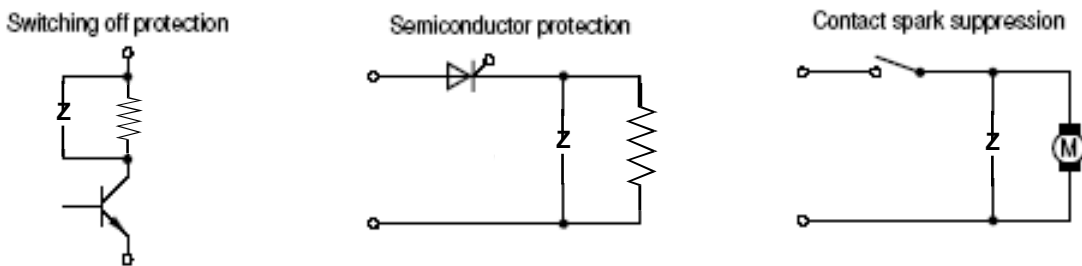 Switching off protection
Semiconductor protection
Contact spark suppression
Z
Z
Z
M